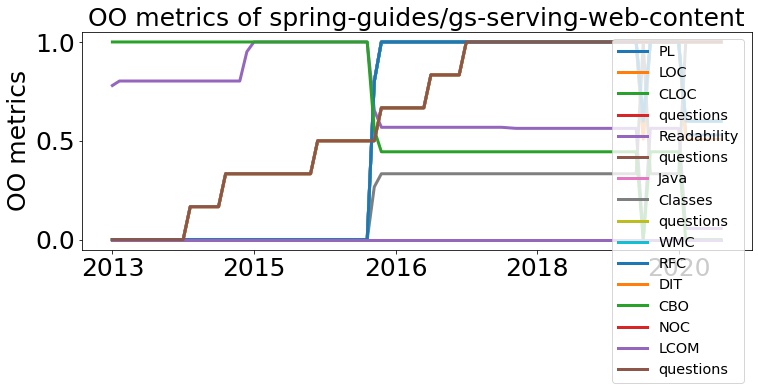 OO metrics of spring-guides/gs-serving-web-content
OO metrics
1.0
0.5
0.0
2013
2015
2016
2018
2020
PL
LOC
CLOC
questions
Readability
questions
Java
Classes
questions
WMC
RFC
DIT
CBO
NOC
LCOM
questions